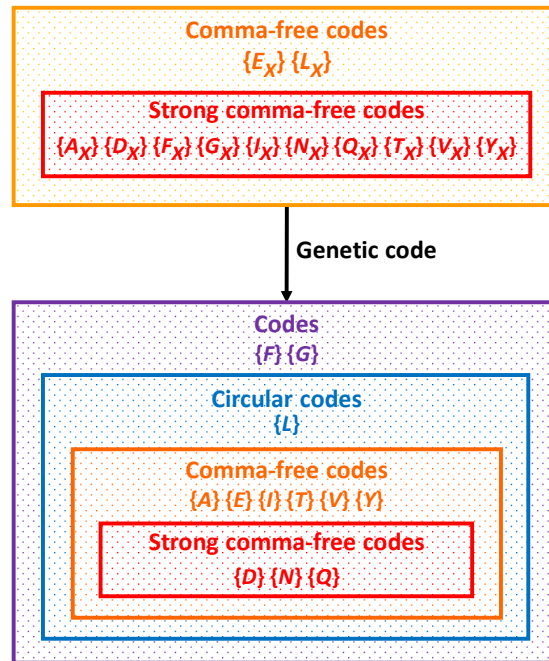 Comma-free codes
{E_X} {L_X}
Strong comma-free codes
{A_X} {D_X} {F_X} {G_X} {I_X} {N_X} {Q_X} {T_X} {V_X} {Y_X}
Genetic code
Codes
{F} {G}
Circular codes
{L}
Comma-free codes
{A} {E} {I} {T} {V} {Y}
Strong comma-free codes
{D} {N} {Q}